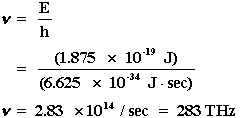 ν = E / h
= (1.875 × 10⁻¹⁹ J) / (6.625 × 10⁻³⁴ J · sec)
ν = 2.83 × 10¹⁴ / sec = 283 THz